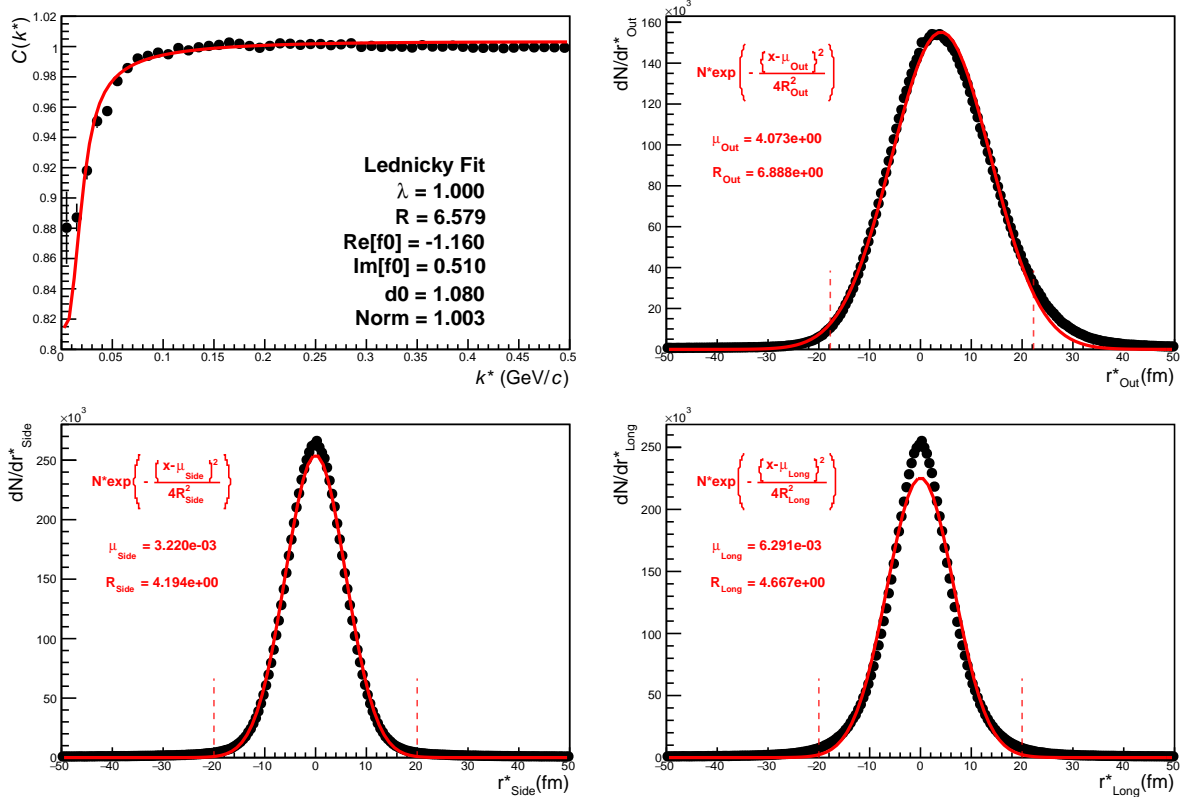 C(k*)
1.02
1
0.98
0.96
0.94
0.92
0.9
0.88
0.86
0.84
0.82
0.8
0 0.05 0.1 0.15 0.2 0.25 0.3 0.35 0.4 0.45 0.5
k* (GeV/c)
Lednicky Fit
λ = 1.000
R = 6.579
Re[f0] = -1.160
Im[f0] = 0.510
d0 = 1.080
Norm = 1.003
×10³
dN/dr*Out
160
140
120
100
80
60
40
20
0
−50 −40 −30 −20 −10 0 10 20 30 40 50
r*Out(fm)
N*exp{ - [x-μOut]² / 4R²Out }
μOut = 4.073e+00
ROut = 6.888e+00
×10³
dN/dr*Side
250
200
150
100
50
0
−50 −40 −30 −20 −10 0 10 20 30 40 50
r*Side(fm)
N*exp{ - [x-μSide]² / 4R²Side }
μSide = 3.220e-03
RSide = 4.194e+00
×10³
dN/dr*Long
250
200
150
100
50
0
−50 −40 −30 −20 −10 0 10 20 30 40 50
r*Long(fm)
N*exp{ - [x-μLong]² / 4R²Long }
μLong = 6.291e-03
RLong = 4.667e+00